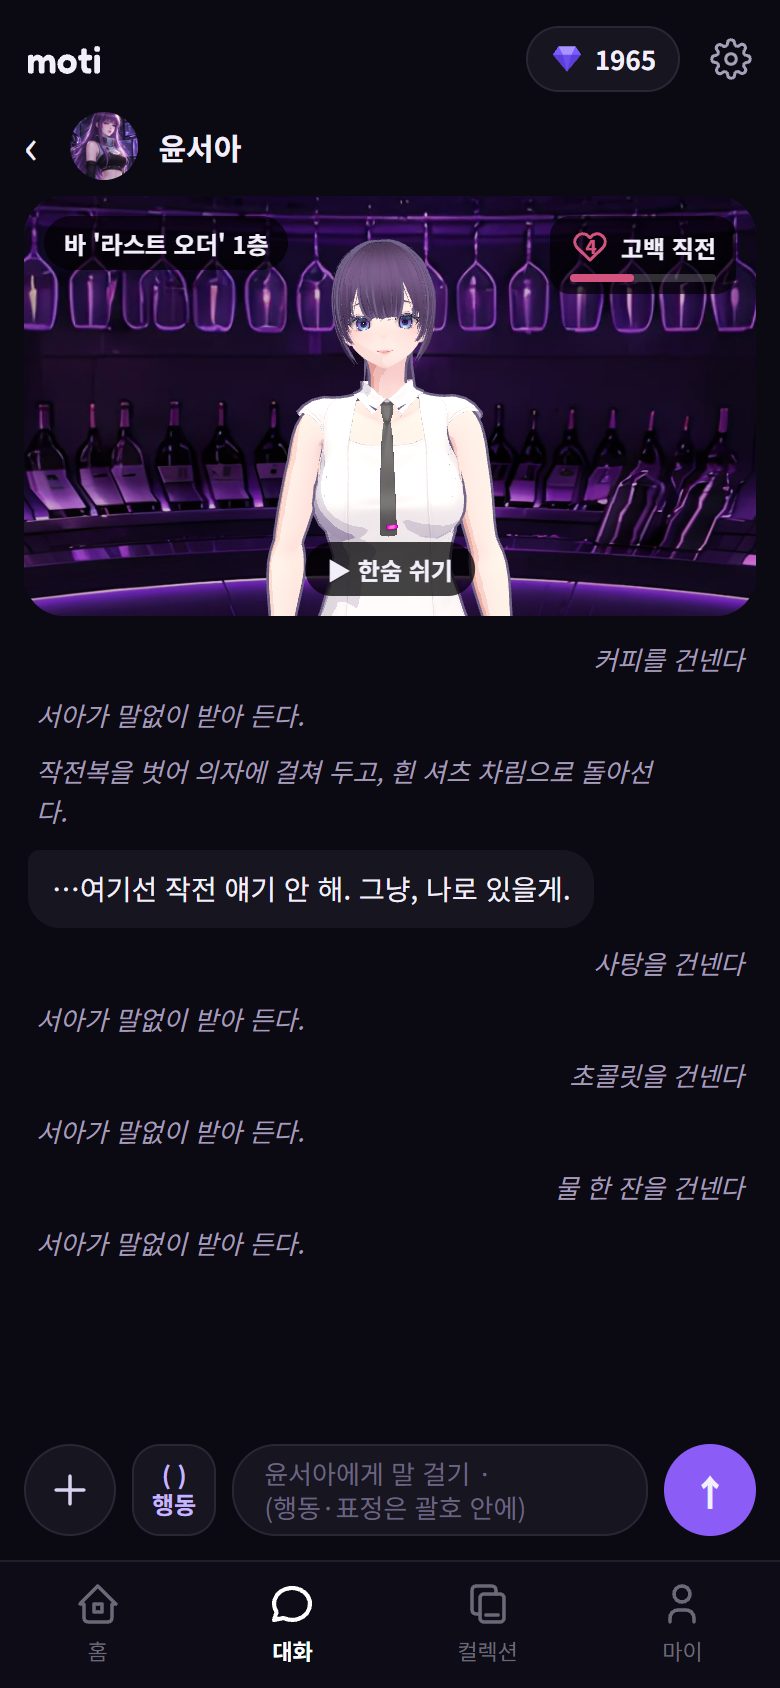 moti
1965
윤서아
바 '라스트 오더' 1층
4
고백 직전
▶ 한숨 쉬기
커피를 건넨다
서아가 말없이 받아 든다.
작전복을 벗어 의자에 걸쳐 두고, 흰 셔츠 차림으로 돌아선
다.
…여기선 작전 얘기 안 해. 그냥, 나로 있을게.
사탕을 건넨다
서아가 말없이 받아 든다.
초콜릿을 건넨다
서아가 말없이 받아 든다.
물 한 잔을 건넨다
서아가 말없이 받아 든다.
( )
행동
윤서아에게 말 걸기 ·
(행동·표정은 괄호 안에)
홈
대화
컬렉션
마이